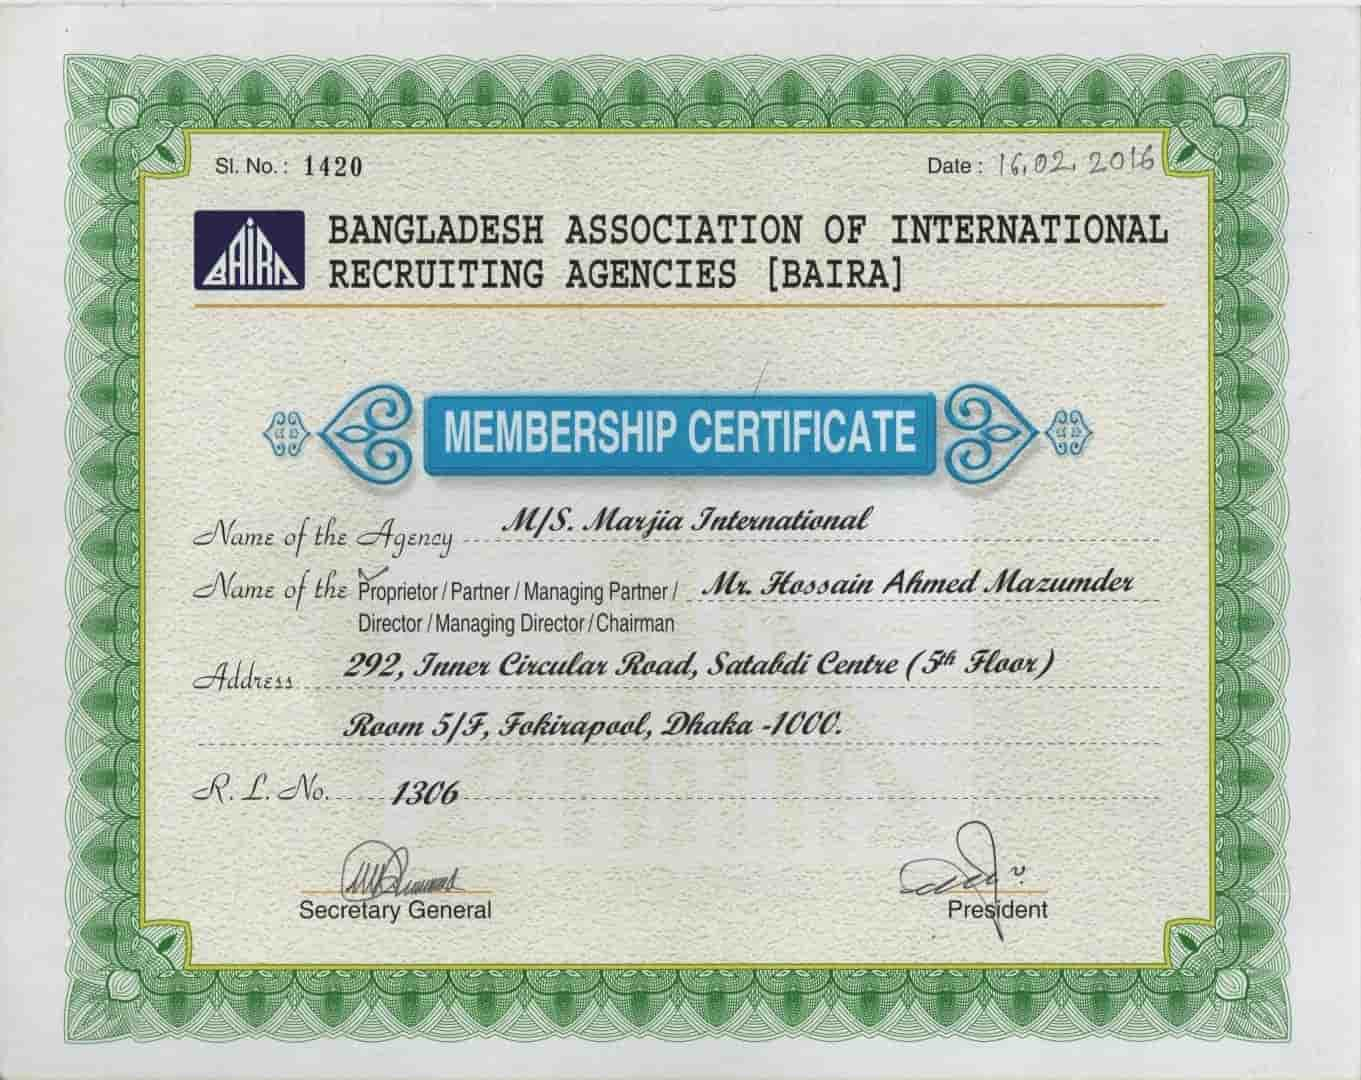 Sl. No. : 1420
Date : 16.02.2016
BAIRA
BANGLADESH ASSOCIATION OF INTERNATIONAL
RECRUITING AGENCIES [BAIRA]
MEMBERSHIP CERTIFICATE
Name of the Agency M/S. Marjia International
Name of the Proprietor / Partner / Managing Partner / Mr. Hossain Ahmed Mazumder
Director / Managing Director / Chairman
Address 292, Inner Circular Road, Satabdi Centre (5th Floor)
Room 5/F, Fokirapool, Dhaka -1000.
R. L. No. 1306
Secretary General
President